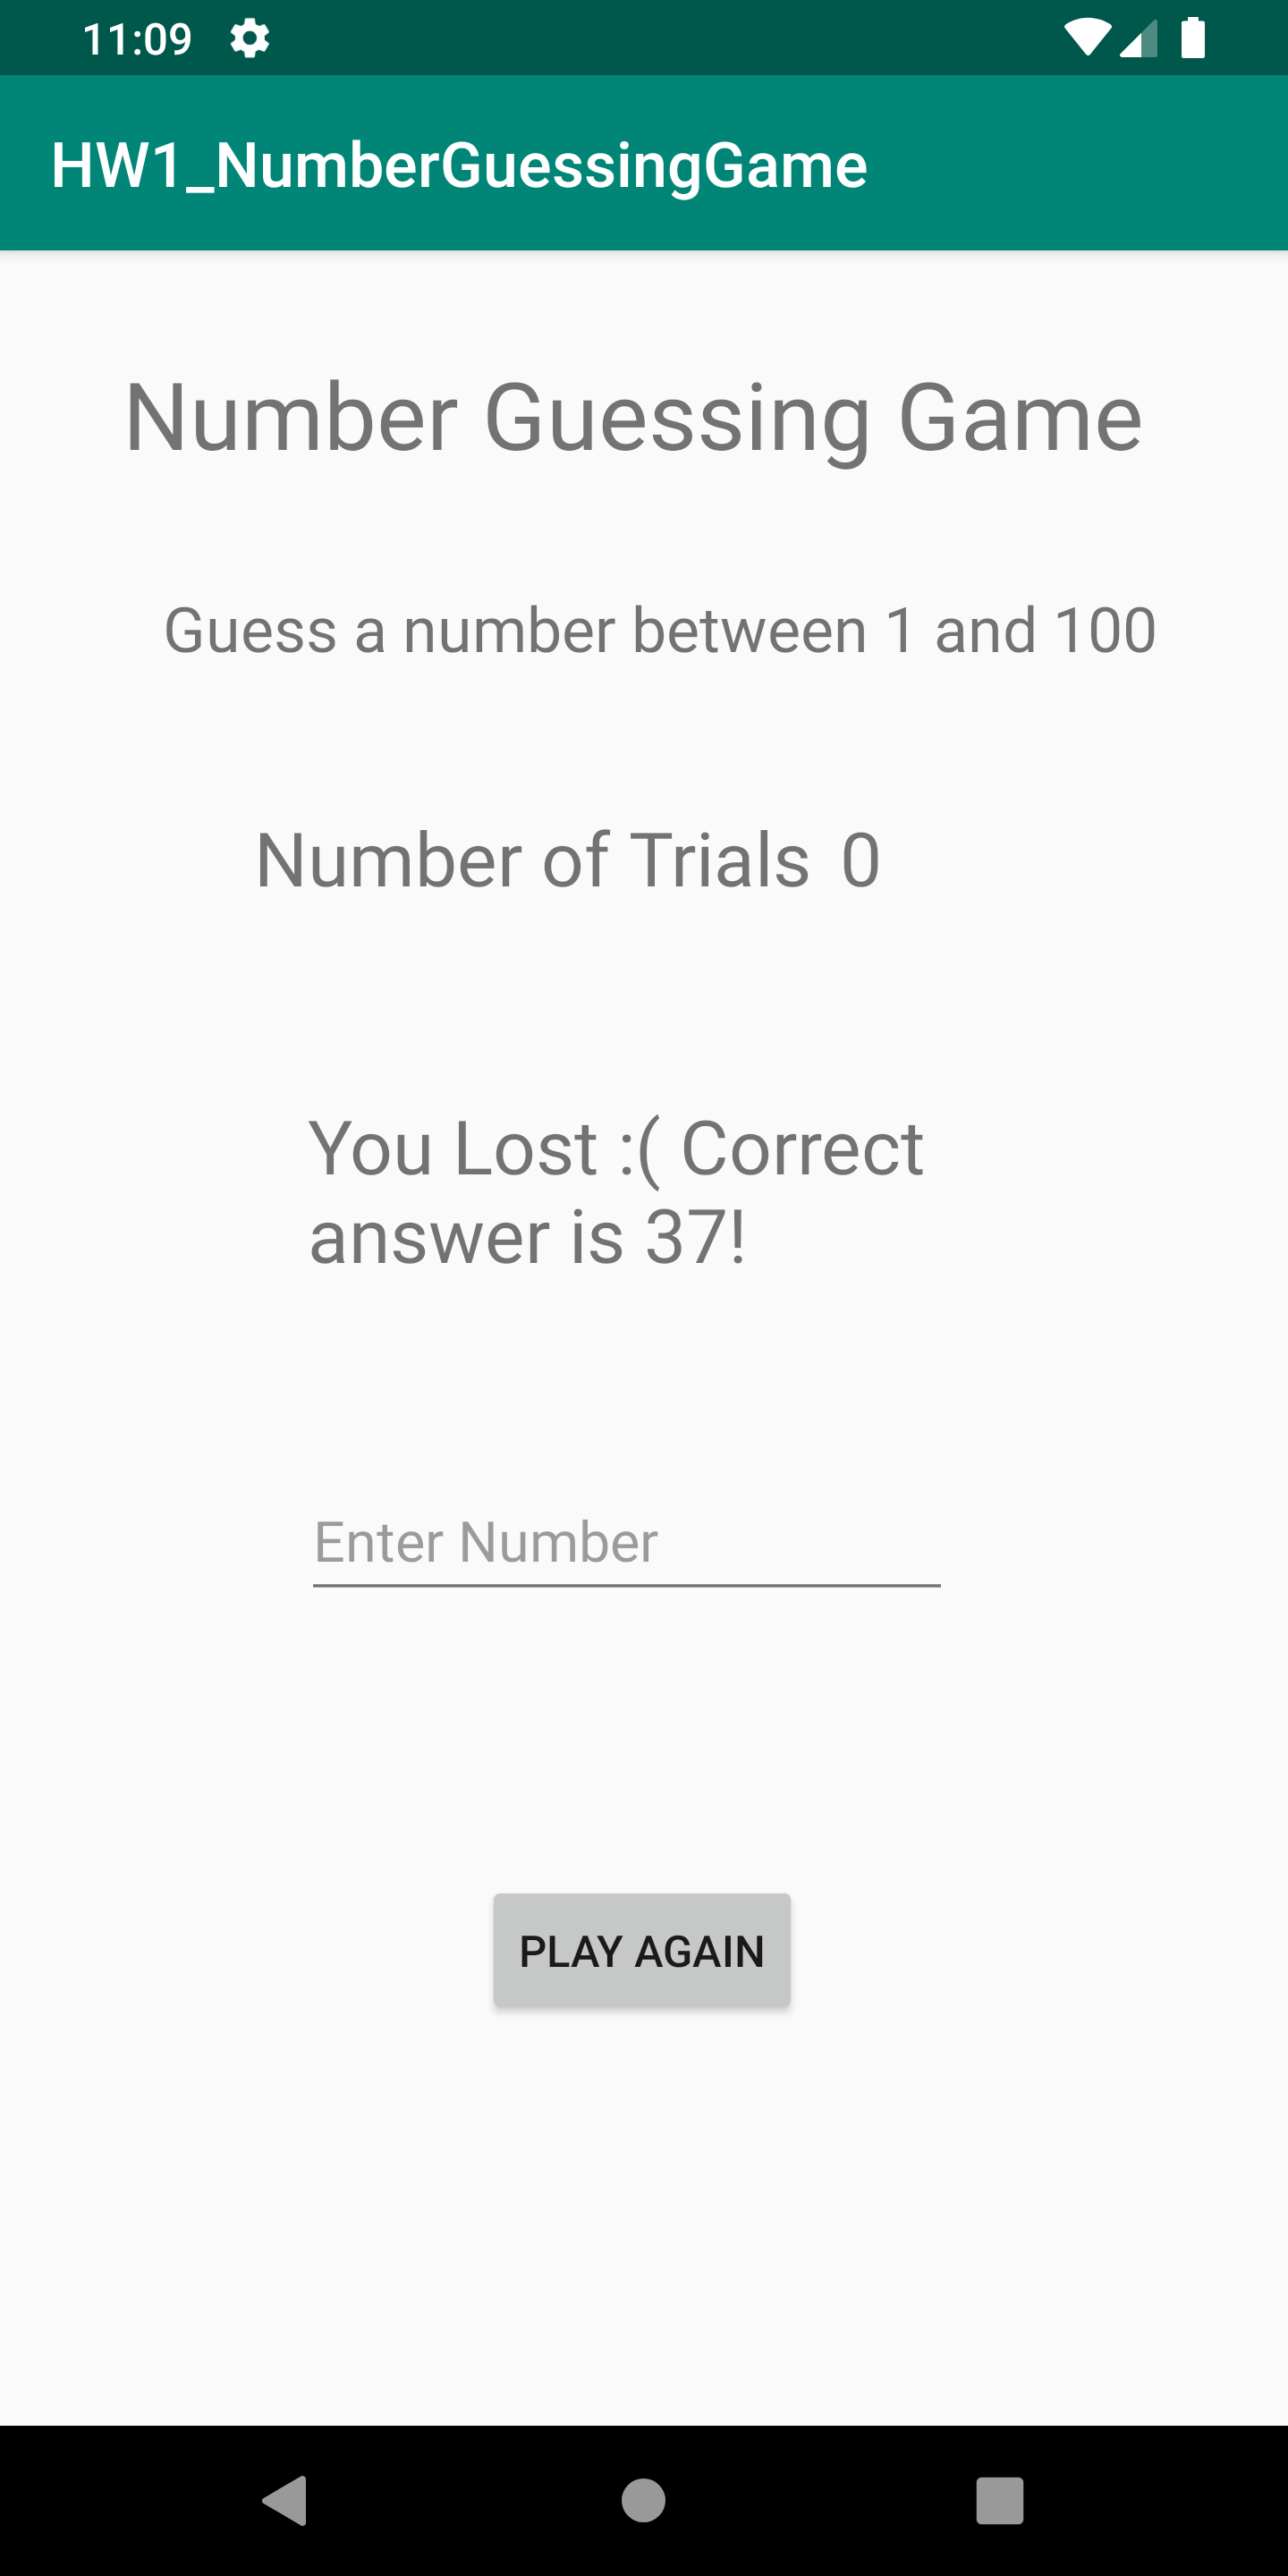 11:09
HW1_NumberGuessingGame
Number Guessing Game
Guess a number between 1 and 100
Number of Trials 0
You Lost :( Correct
answer is 37!
Enter Number
PLAY AGAIN